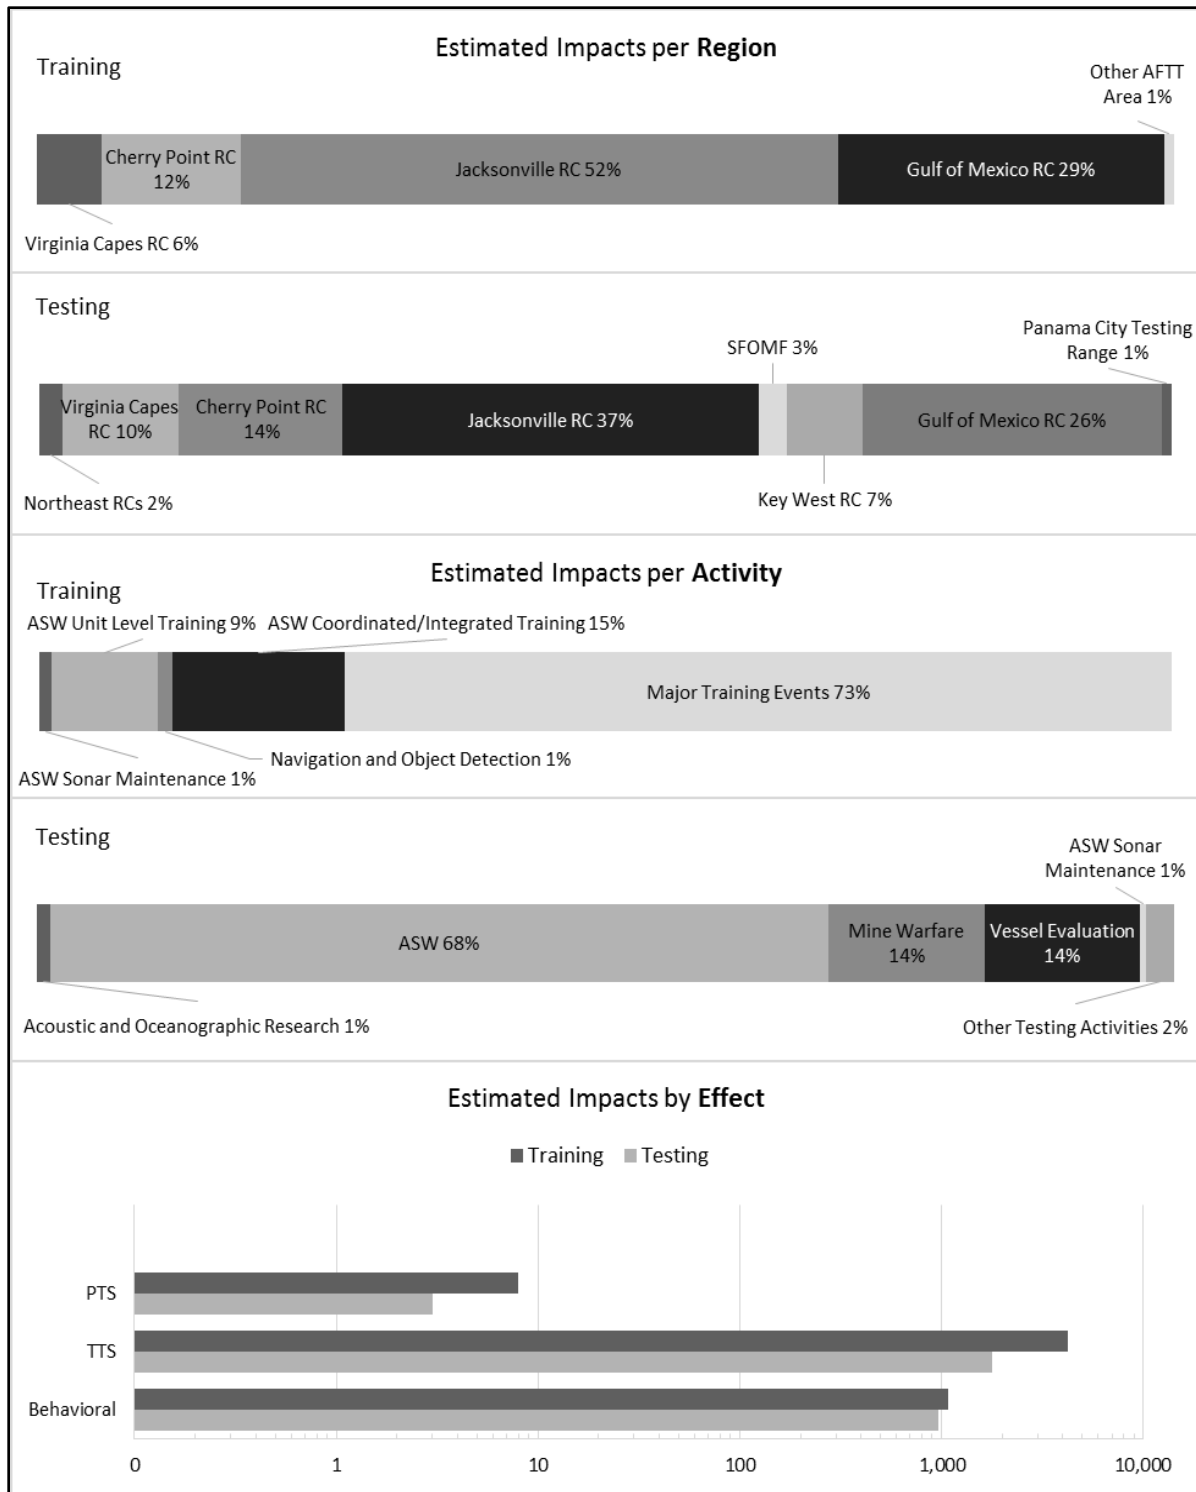 Estimated Impacts per Region
Training
Other AFTT
Area 1%
Cherry Point RC
12%
Jacksonville RC 52%
Gulf of Mexico RC 29%
Virginia Capes RC 6%
Testing
SFOMF 3%
Panama City Testing
Range 1%
Virginia Capes
RC 10%
Cherry Point RC
14%
Jacksonville RC 37%
Gulf of Mexico RC 26%
Northeast RCs 2%
Key West RC 7%
Estimated Impacts per Activity
Training
ASW Unit Level Training 9%
ASW Coordinated/Integrated Training 15%
Major Training Events 73%
Navigation and Object Detection 1%
ASW Sonar Maintenance 1%
Testing
ASW Sonar
Maintenance 1%
ASW 68%
Mine Warfare
14%
Vessel Evaluation
14%
Acoustic and Oceanographic Research 1%
Other Testing Activities 2%
Estimated Impacts by Effect
Training Testing
PTS
TTS
Behavioral
0 1 10 100 1,000 10,000